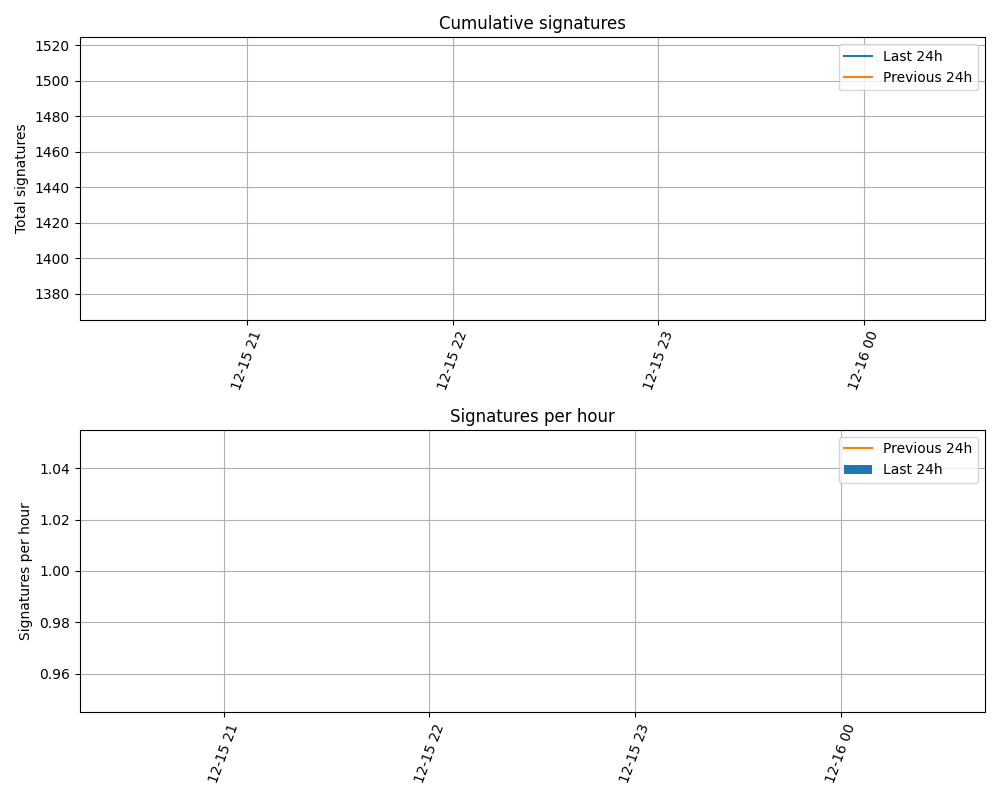 Cumulative signatures
Last 24h
Previous 24h
Total signatures
1520
1500
1480
1460
1440
1420
1400
1380
12-15 21
12-15 22
12-15 23
12-16 00
Signatures per hour
Previous 24h
Last 24h
Signatures per hour
1.04
1.02
1.00
0.98
0.96
12-15 21
12-15 22
12-15 23
12-16 00